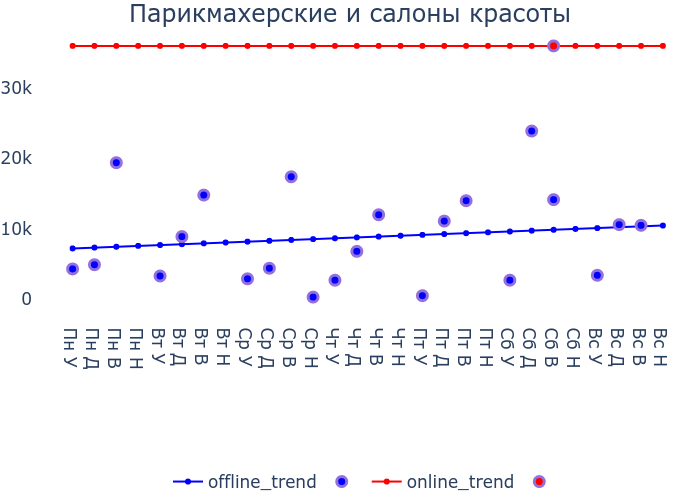 Парикмахерские и салоны красоты
30k
20k
10k
0
Пн У
Пн Д
Пн В
Пн Н
Вт У
Вт Д
Вт В
Вт Н
Ср У
Ср Д
Ср В
Ср Н
Чт У
Чт Д
Чт В
Чт Н
Пт У
Пт Д
Пт В
Пт Н
Сб У
Сб Д
Сб В
Сб Н
Вс У
Вс Д
Вс В
Вс Н
offline_trend
online_trend